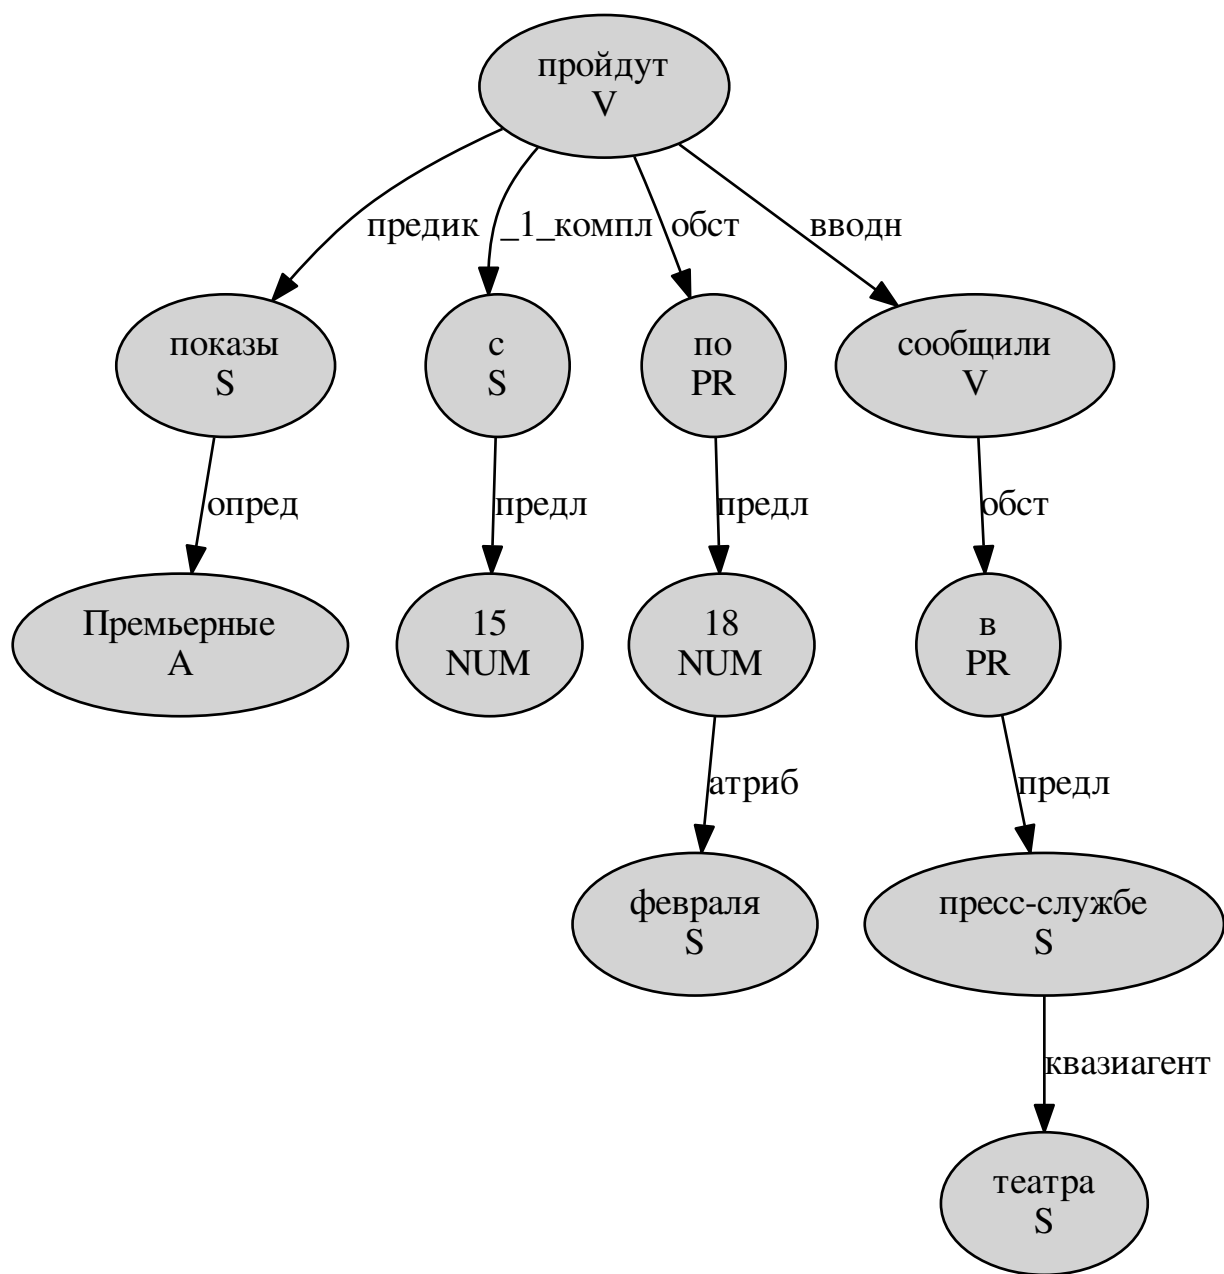 пройдут
V
предик
_1_компл
обст
вводн
показы
S
с
S
по
PR
сообщили
V
опред
предл
предл
обст
Премьерные
A
15
NUM
18
NUM
в
PR
атриб
предл
февраля
S
пресс-службе
S
квазиагент
театра
S